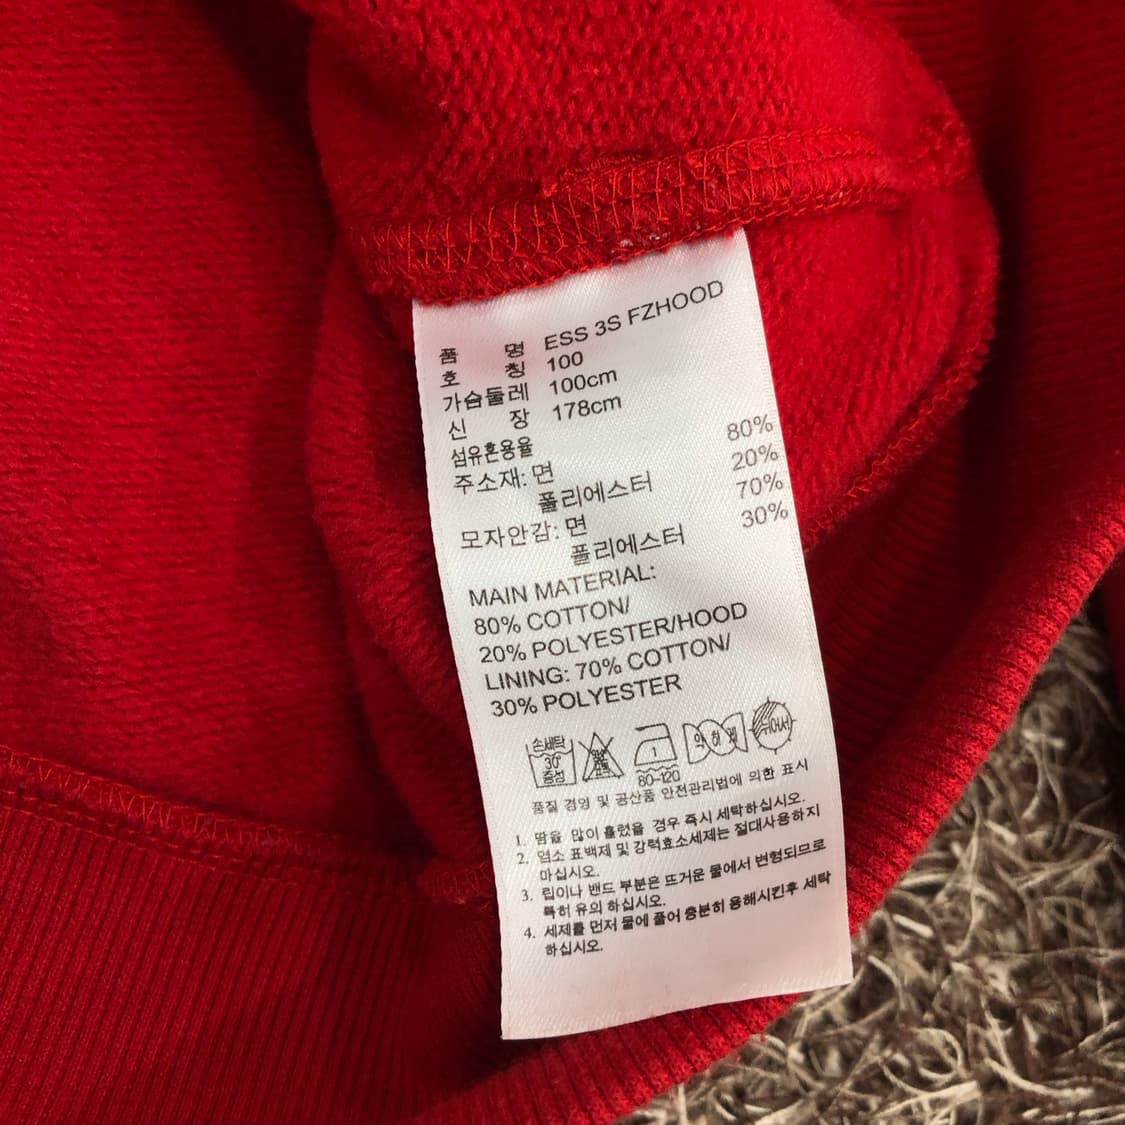 품 명 ESS 3S FZHOOD
호 칭 100
가슴둘레 100cm
신 장 178cm
섬유혼용율
주소재: 면 80%
폴리에스터 20%
모자안감: 면 70%
폴리에스터 30%
MAIN MATERIAL:
80% COTTON/
20% POLYESTER/HOOD
LINING: 70% COTTON/
30% POLYESTER
손세탁 30° 중성 1 80-120 약하게 뉘어서
품질 경영 및 공산품 안전관리법에 의한 표시
1. 땀을 많이 흘렸을 경우 즉시 세탁하십시오.
2. 염소 표백제 및 강력효소세제는 절대사용하지
마십시오.
3. 립이나 밴드 부분은 뜨거운 물에서 변형되므로
특히 유의 하십시오.
4. 세제를 먼저 물에 풀어 충분히 용해시킨후 세탁
하십시오.